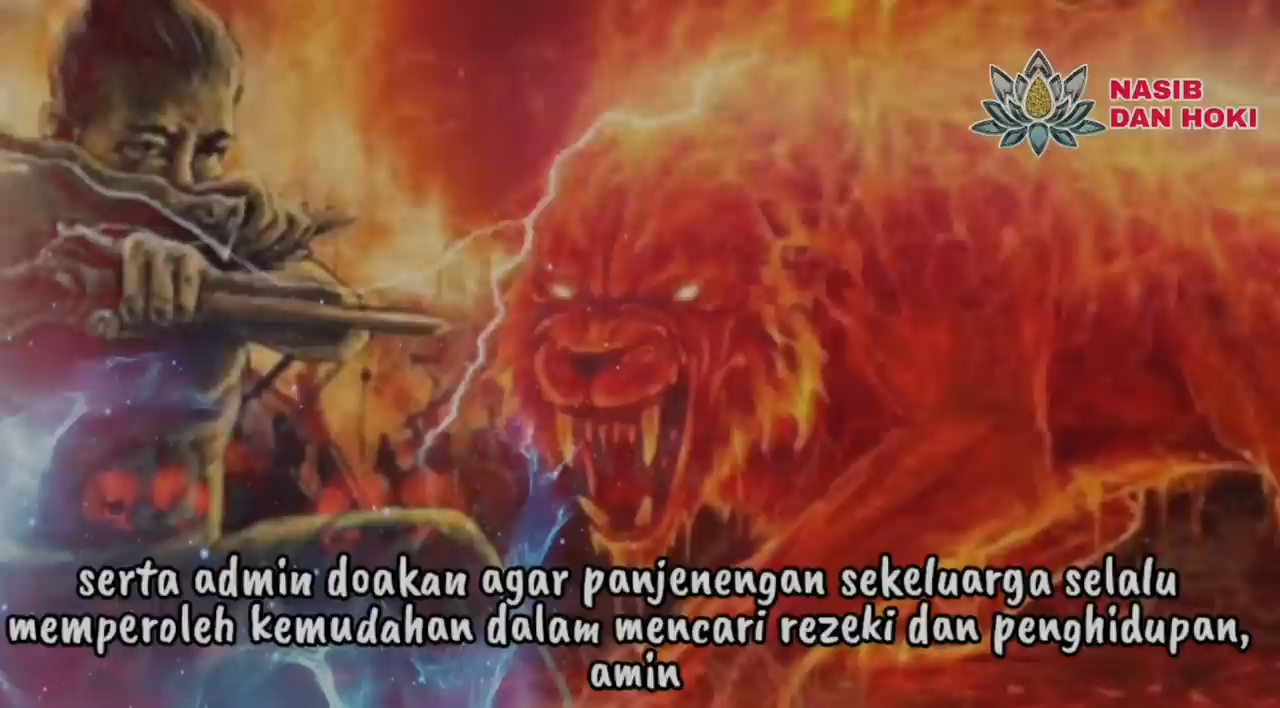 NASIB
DAN HOKI
serta admin doakan agar panjenengan sekeluarga selalu
memperoleh kemudahan dalam mencari rezeki dan penghidupan,
amin